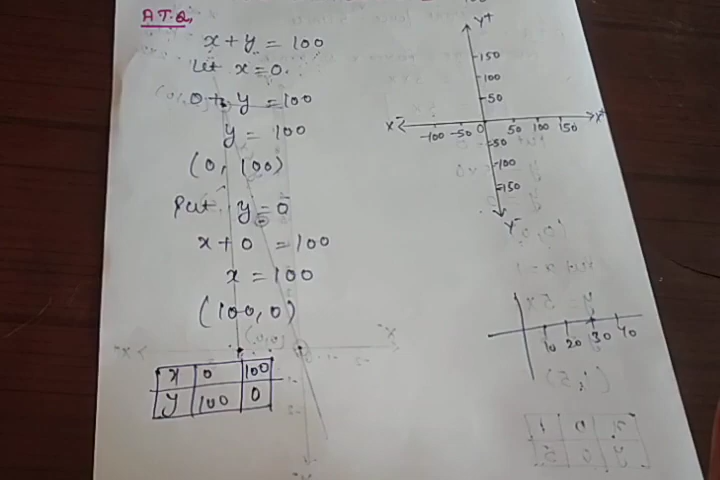 A.T.Q,
x + y = 100
Let x = 0.
0 + y = 100
y = 100
(0, 100)
Put y = 0
x + 0 = 100
x = 100
(100, 0)
x 0 100
y 100 0
Y+
150
100
50
X- -100 -50 0 50 100 150 X+
-50
-100
-150
Y-
10 20 30 40